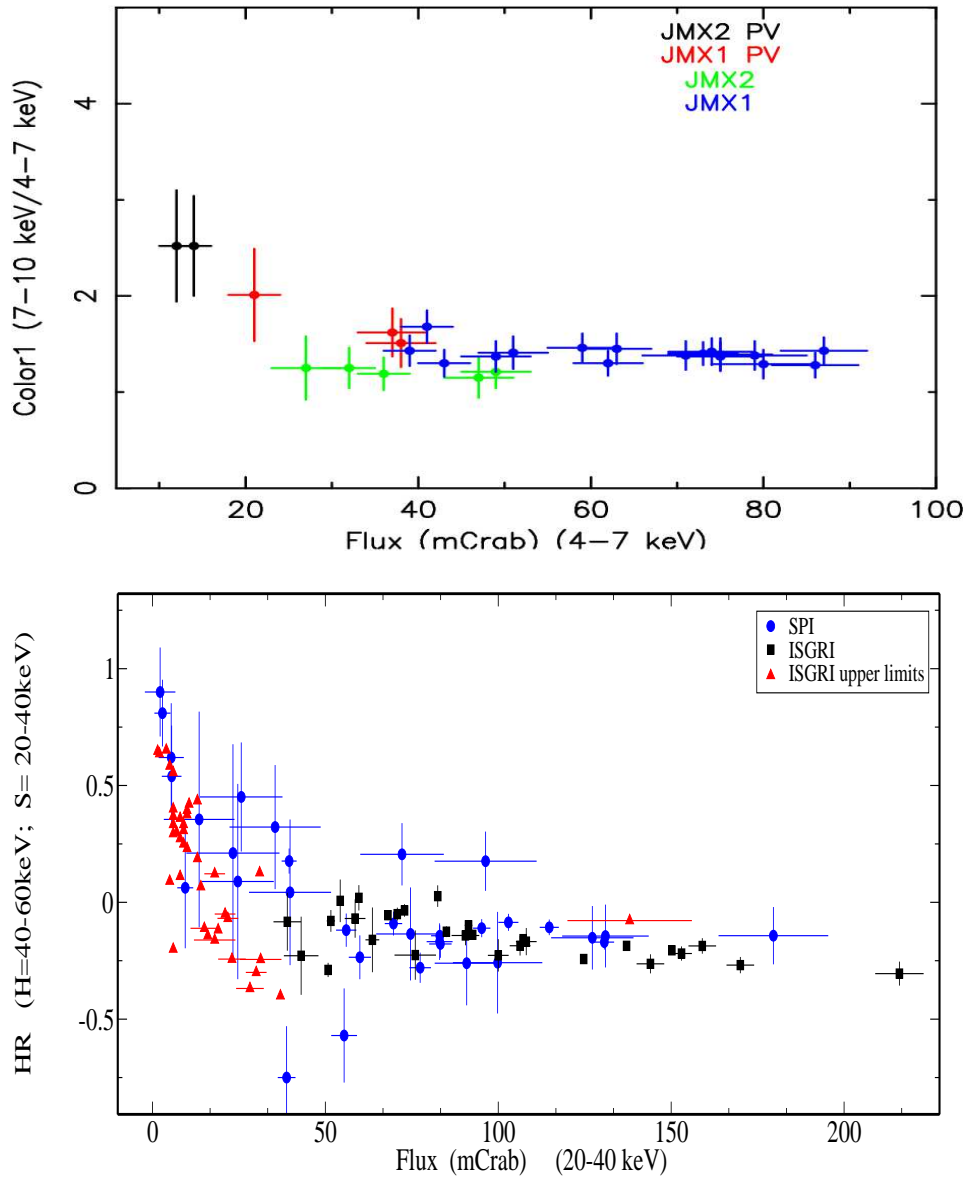 JMX2 PV
JMX1 PV
JMX2
JMX1
4
2
0
Color1 (7–10 keV/4–7 keV)
20 40 60 80 100
Flux (mCrab) (4–7 keV)
SPI
ISGRI
ISGRI upper limits
1
0.5
0
-0.5
HR (H=40-60keV; S= 20-40keV)
0 50 100 150 200
Flux (mCrab) (20-40 keV)